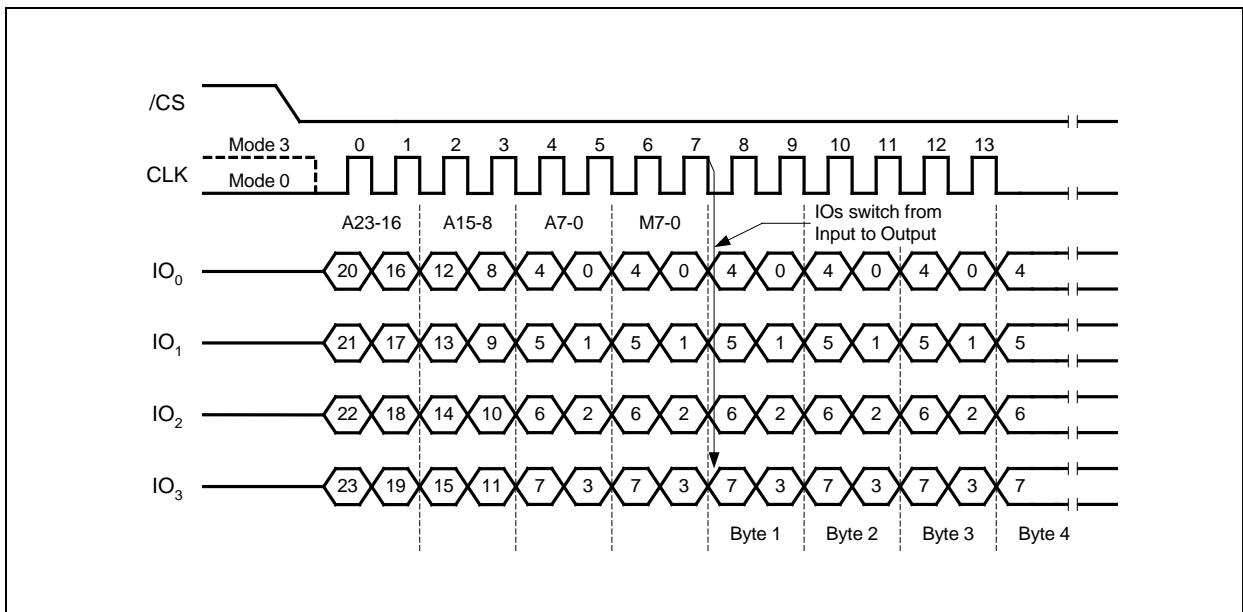 /CS
Mode 3 0 1 2 3 4 5 6 7 8 9 10 11 12 13
CLK
Mode 0
IOs switch from
Input to Output
A23-16 A15-8 A7-0 M7-0
IO0 20 16 12 8 4 0 4 0 4 0 4 0 4 0 4
IO1 21 17 13 9 5 1 5 1 5 1 5 1 5 1 5
IO2 22 18 14 10 6 2 6 2 6 2 6 2 6 2 6
IO3 23 19 15 11 7 3 7 3 7 3 7 3 7 3 7
Byte 1 Byte 2 Byte 3 Byte 4